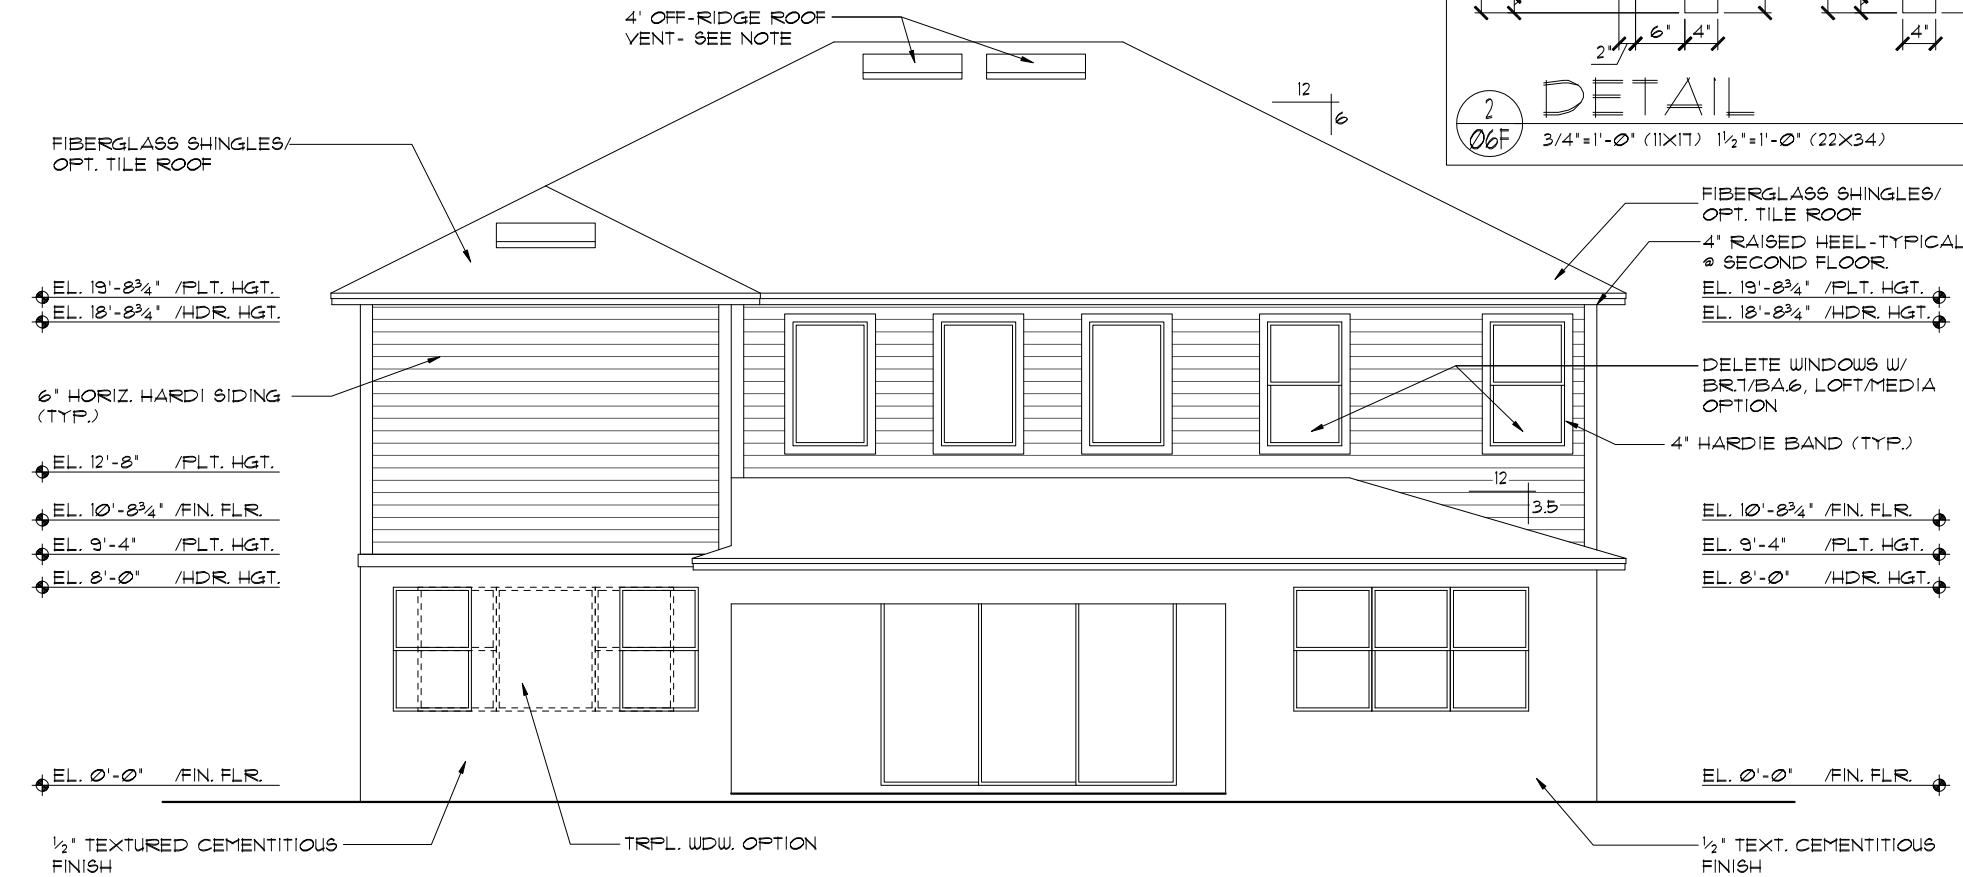 4' OFF-RIDGE ROOF
VENT- SEE NOTE
6"
4"
4"
2"
DETAIL
2
06F
3/4"=1'-0" (11X17) 1½"=1'-0" (22X34)
12
6
FIBERGLASS SHINGLES/
OPT. TILE ROOF
FIBERGLASS SHINGLES/
OPT. TILE ROOF
4" RAISED HEEL-TYPICAL
@ SECOND FLOOR.
EL. 19'-8¾" /PLT. HGT.
EL. 18'-8¾" /HDR. HGT.
EL. 19'-8¾" /PLT. HGT.
EL. 18'-8¾" /HDR. HGT.
6" HORIZ. HARDI SIDING
(TYP.)
DELETE WINDOWS W/
BR.7/BA.6, LOFT/MEDIA
OPTION
4" HARDIE BAND (TYP.)
EL. 12'-8" /PLT. HGT.
12
3.5
EL. 10'-8¾" /FIN. FLR.
EL. 9'-4" /PLT. HGT.
EL. 8'-0" /HDR. HGT.
EL. 10'-8¾" /FIN. FLR.
EL. 9'-4" /PLT. HGT.
EL. 8'-0" /HDR. HGT.
EL. 0'-0" /FIN. FLR.
EL. 0'-0" /FIN. FLR.
½" TEXTURED CEMENTITIOUS
FINISH
TRPL. WDW. OPTION
½" TEXT. CEMENTITIOUS
FINISH